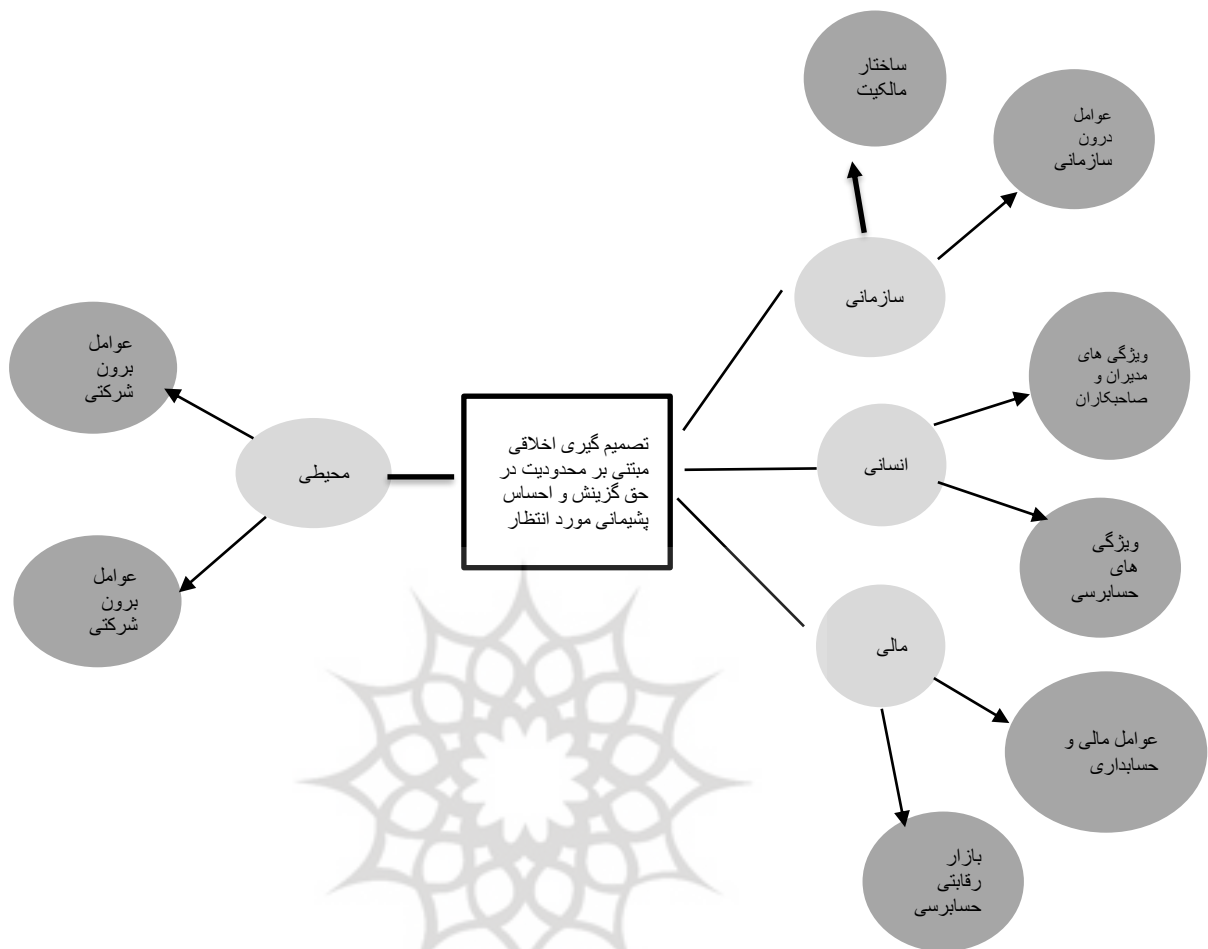 ساختار
مالکیت
عوامل
درون
سازمانی
سازمانی
ویژگی های
مدیران و
صاحبکاران
عوامل
برون
شرکتی
تصمیم گیری اخلاقی
مبتنی بر محدودیت در
حق گزینش و احساس
پشیمانی مورد انتظار
انسانی
محیطی
ویژگی
های
حسابرسی
عوامل
برون
شرکتی
مالی
عوامل مالی و
حسابداری
بازار
رقابتی
حسابرسی